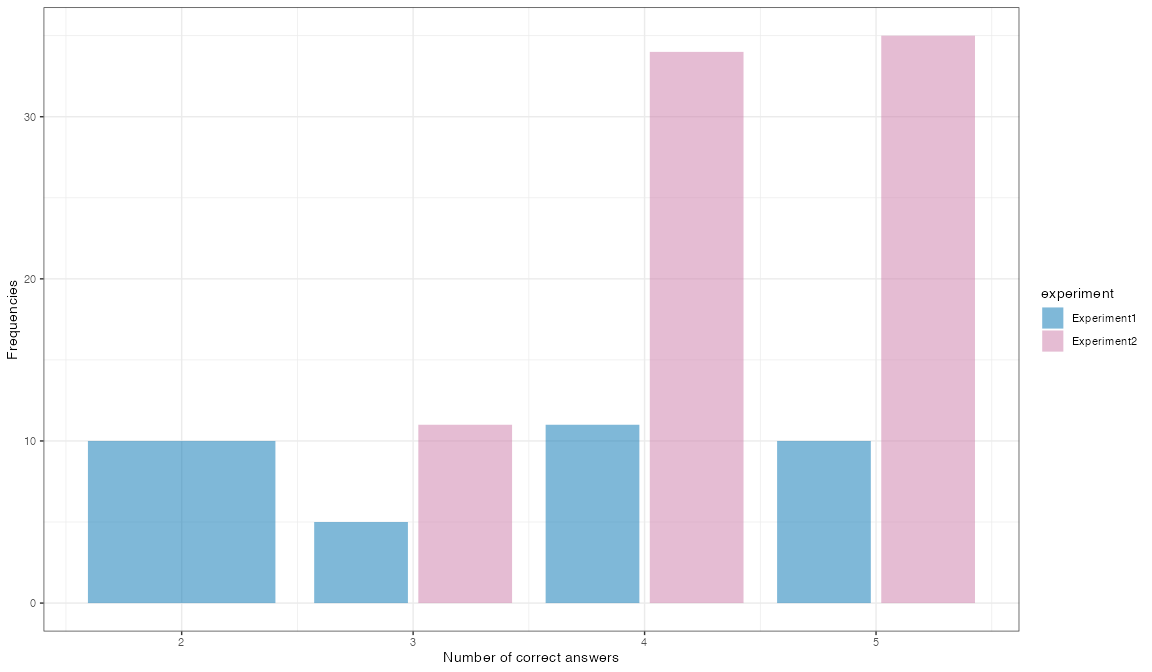 30
20
10
0
Frequencies
2 3 4 5
Number of correct answers
experiment
Experiment1
Experiment2